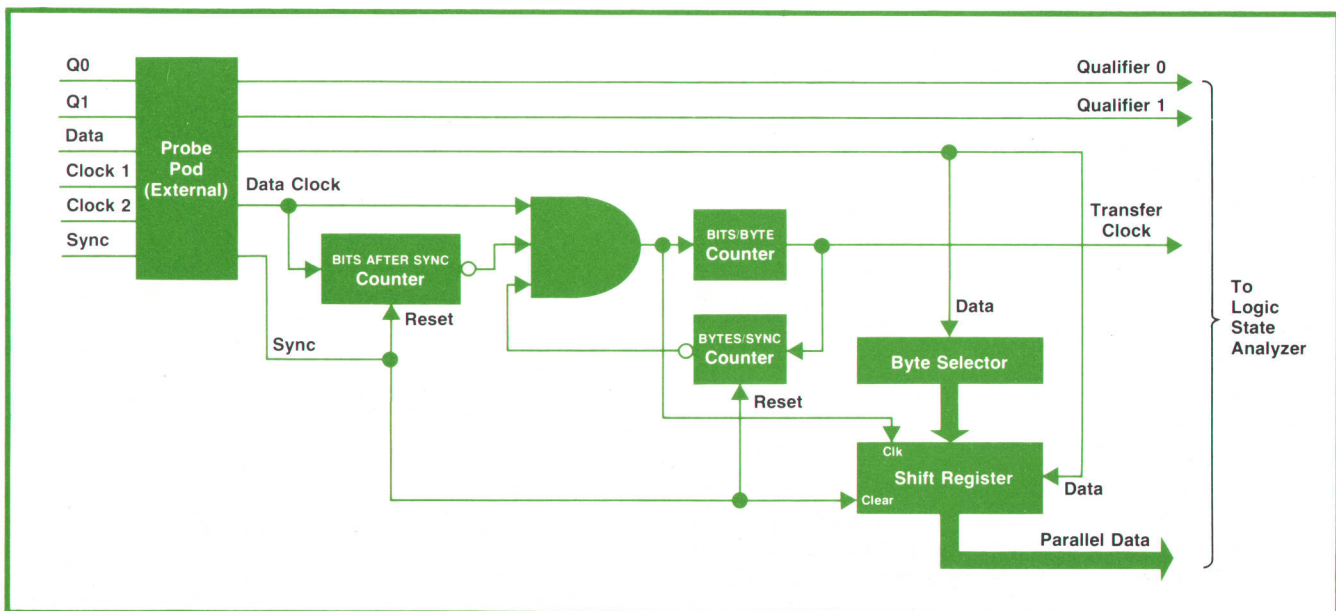 Q0
Q1
Data
Clock 1
Clock 2
Sync
Probe
Pod
(External)
Data Clock
Sync
BITS AFTER SYNC
Counter
Reset
BITS/BYTE
Counter
BYTES/SYNC
Counter
Reset
Qualifier 0
Qualifier 1
Transfer
Clock
Data
Byte Selector
Clk
Shift Register
Clear
Data
Parallel Data
To
Logic
State
Analyzer